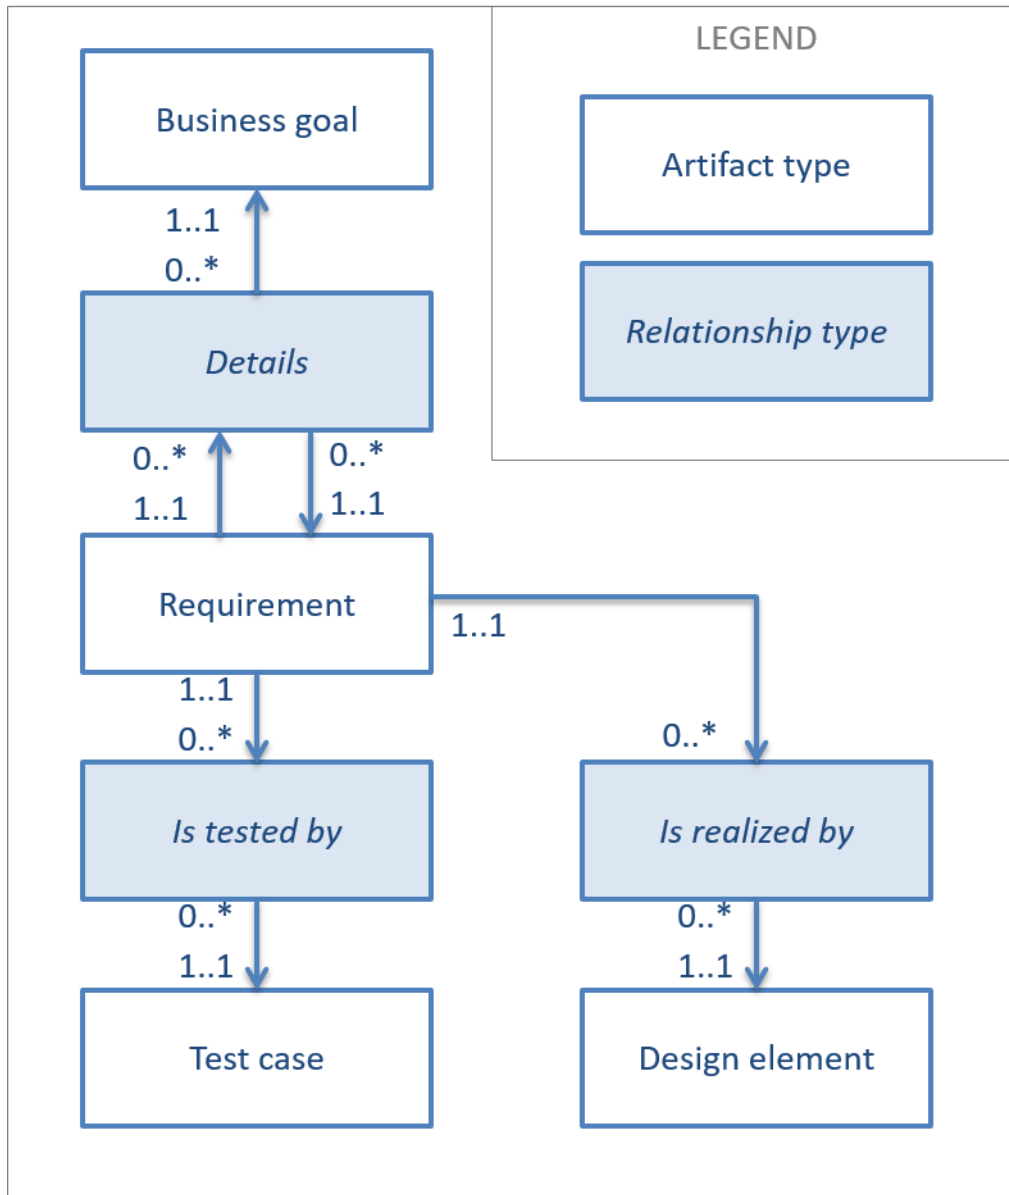 LEGEND
Artifact type
Relationship type
Business goal
1..1
0..*
Details
0..*
1..1
0..*
1..1
Requirement
1..1
1..1
0..*
0..*
Is tested by
Is realized by
0..*
1..1
0..*
1..1
Test case
Design element